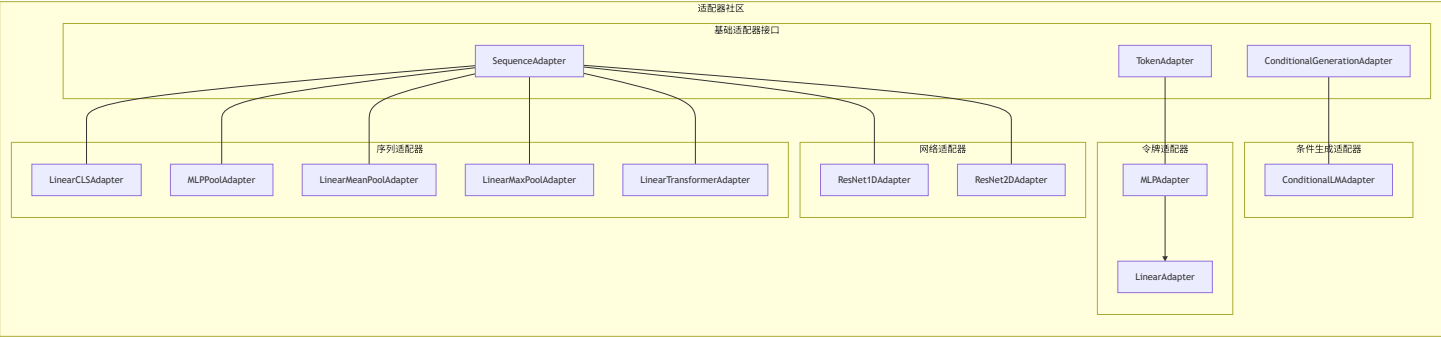 适配器社区
基础适配器接口
SequenceAdapter
TokenAdapter
ConditionalGenerationAdapter
序列适配器
网络适配器
令牌适配器
条件生成适配器
LinearCLSAdapter
MLPPoolAdapter
LinearMeanPoolAdapter
LinearMaxPoolAdapter
LinearTransformerAdapter
ResNet1DAdapter
ResNet2DAdapter
MLPAdapter
ConditionalLMAdapter
LinearAdapter